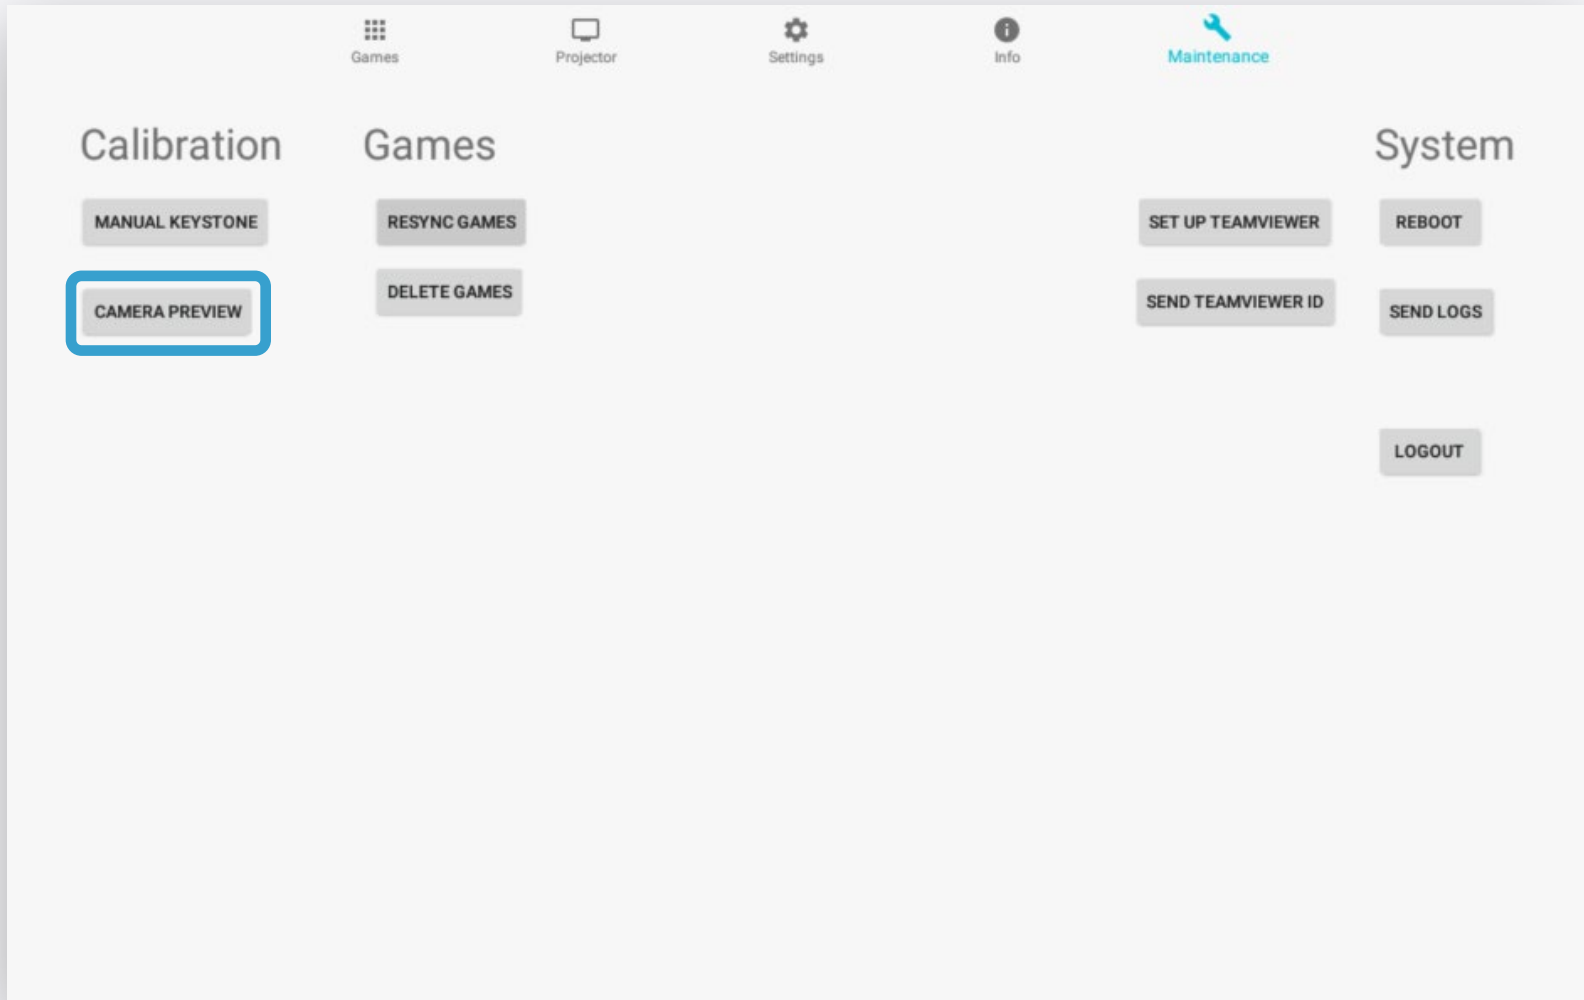 Games
Projector
Settings
Info
Maintenance
Calibration
MANUAL KEYSTONE
CAMERA PREVIEW
Games
RESYNC GAMES
DELETE GAMES
SET UP TEAMVIEWER
SEND TEAMVIEWER ID
System
REBOOT
SEND LOGS
LOGOUT